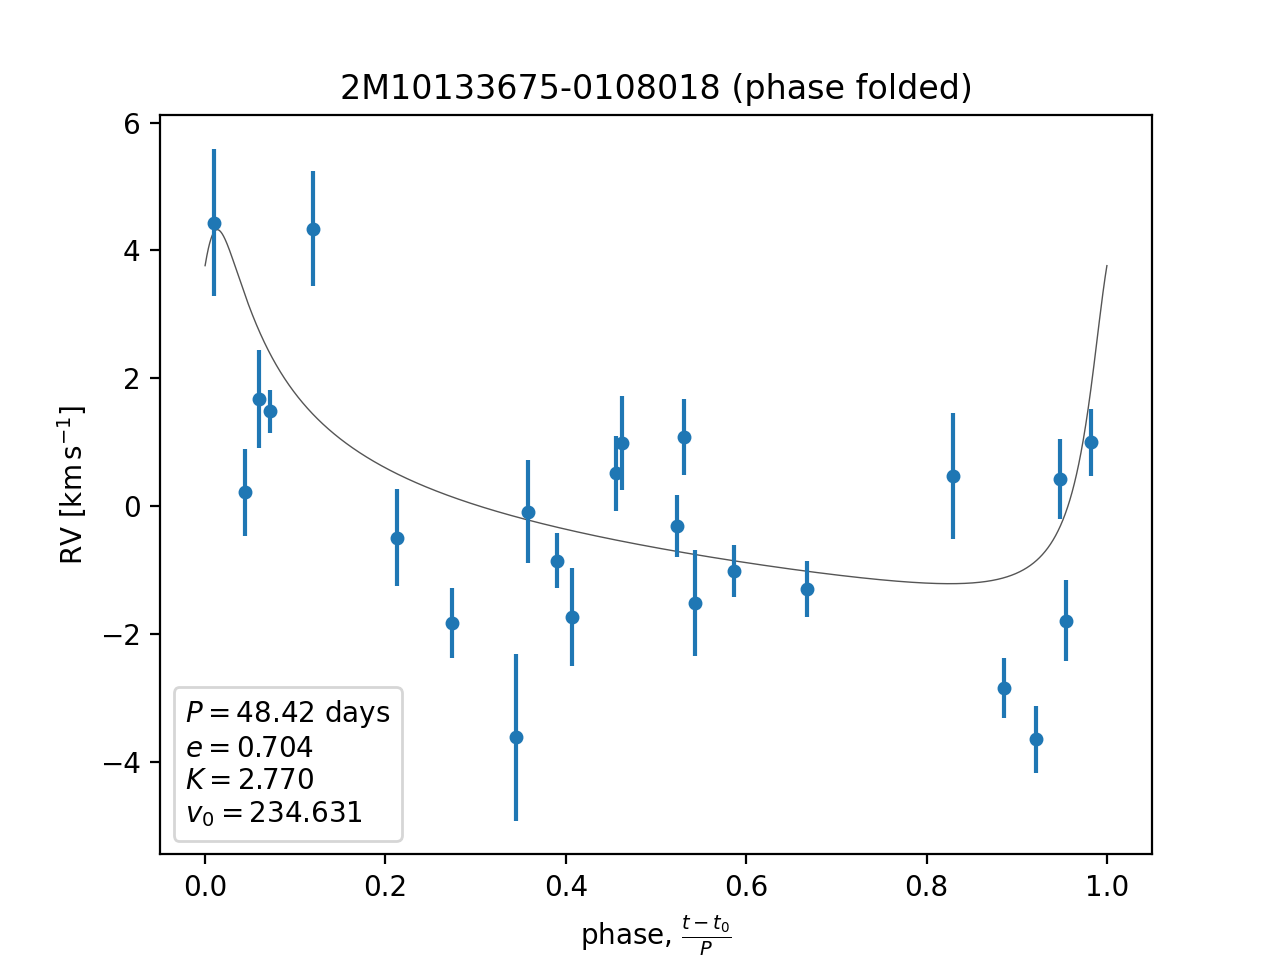 2M10133675-0108018 (phase folded)
6
4
2
0
−2
−4
RV [km s⁻¹]
P = 48.42 days
e = 0.704
K = 2.770
v₀ = 234.631
0.0 0.2 0.4 0.6 0.8 1.0
phase, (t − t₀)/P